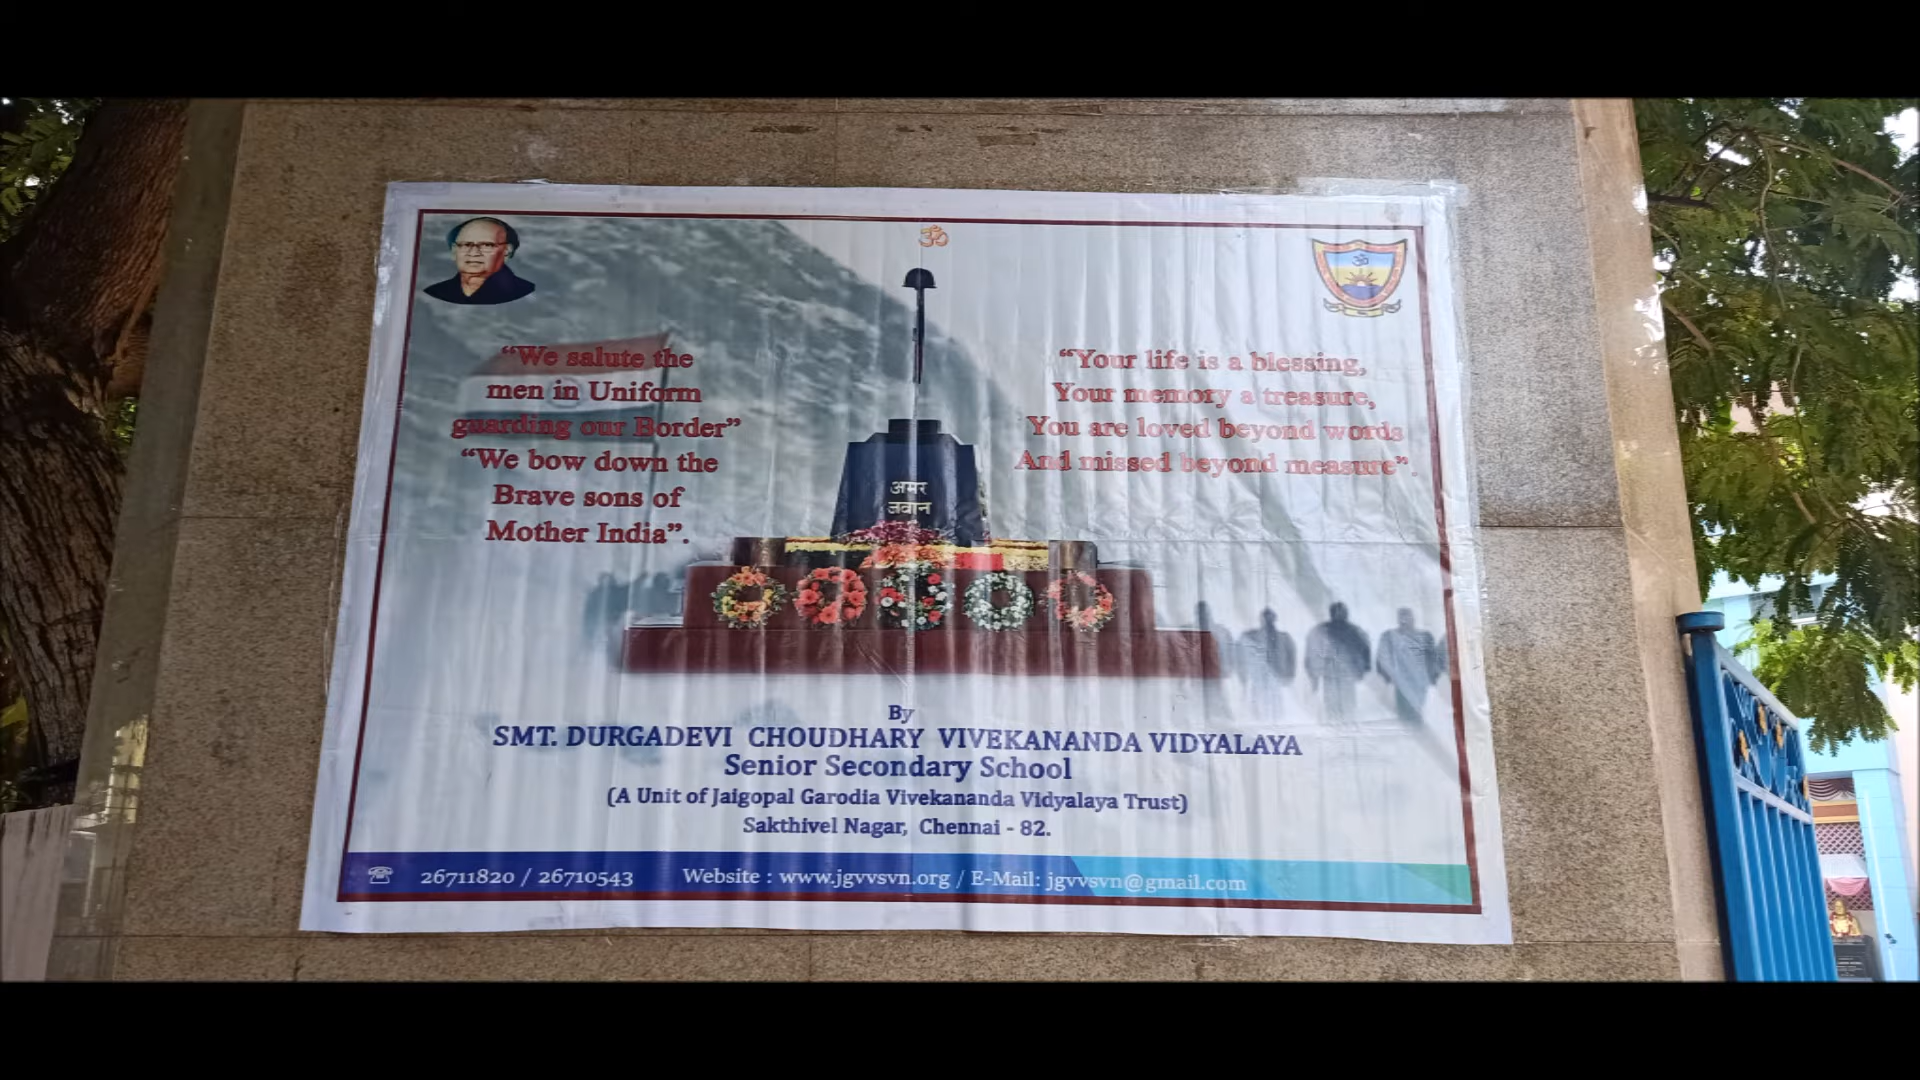 ॐ
“We salute the
men in Uniform
guarding our Border”
“We bow down the
Brave sons of
Mother India”.
“Your life is a blessing,
Your memory a treasure,
You are loved beyond words
And missed beyond measure”.
अमर
जवान
By
SMT. DURGADEVI CHOUDHARY VIVEKANANDA VIDYALAYA
Senior Secondary School
(A Unit of Jaigopal Garodia Vivekananda Vidyalaya Trust)
Sakthivel Nagar, Chennai - 82.
26711820 / 26710543 Website : www.jgvvsvn.org / E-Mail: jgvvsvn@gmail.com